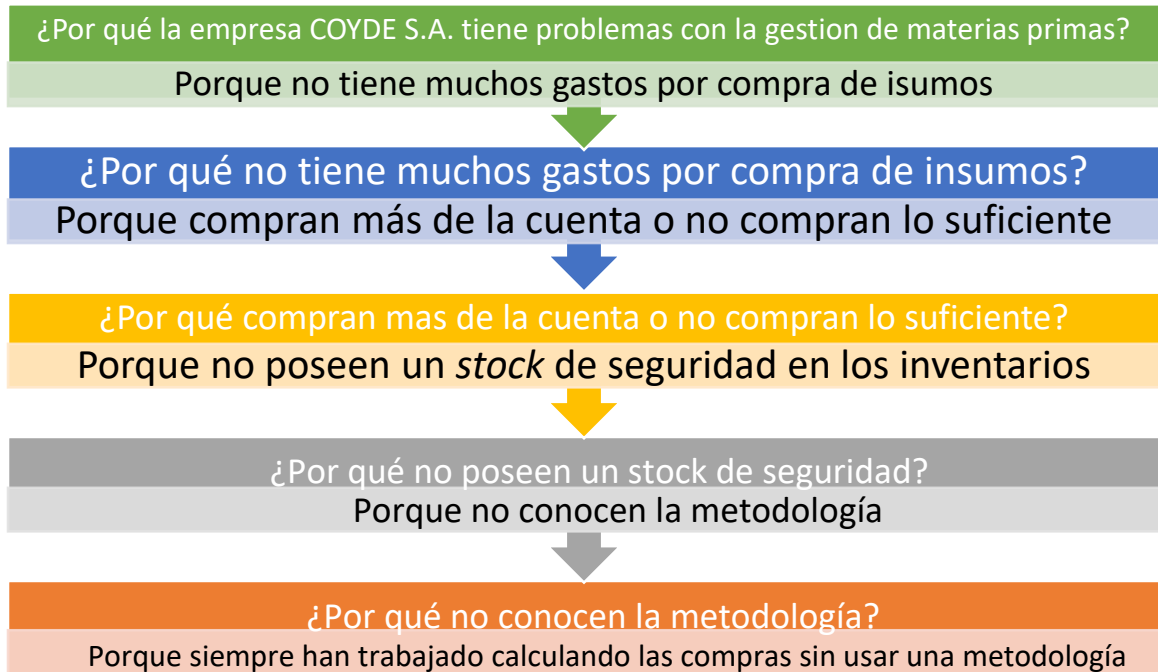 ¿Por qué la empresa COYDE S.A. tiene problemas con la gestion de materias primas?
Porque no tiene muchos gastos por compra de isumos
¿Por qué no tiene muchos gastos por compra de insumos?
Porque compran más de la cuenta o no compran lo suficiente
¿Por qué compran mas de la cuenta o no compran lo suficiente?
Porque no poseen un stock de seguridad en los inventarios
¿Por qué no poseen un stock de seguridad?
Porque no conocen la metodología
¿Por qué no conocen la metodología?
Porque siempre han trabajado calculando las compras sin usar una metodología